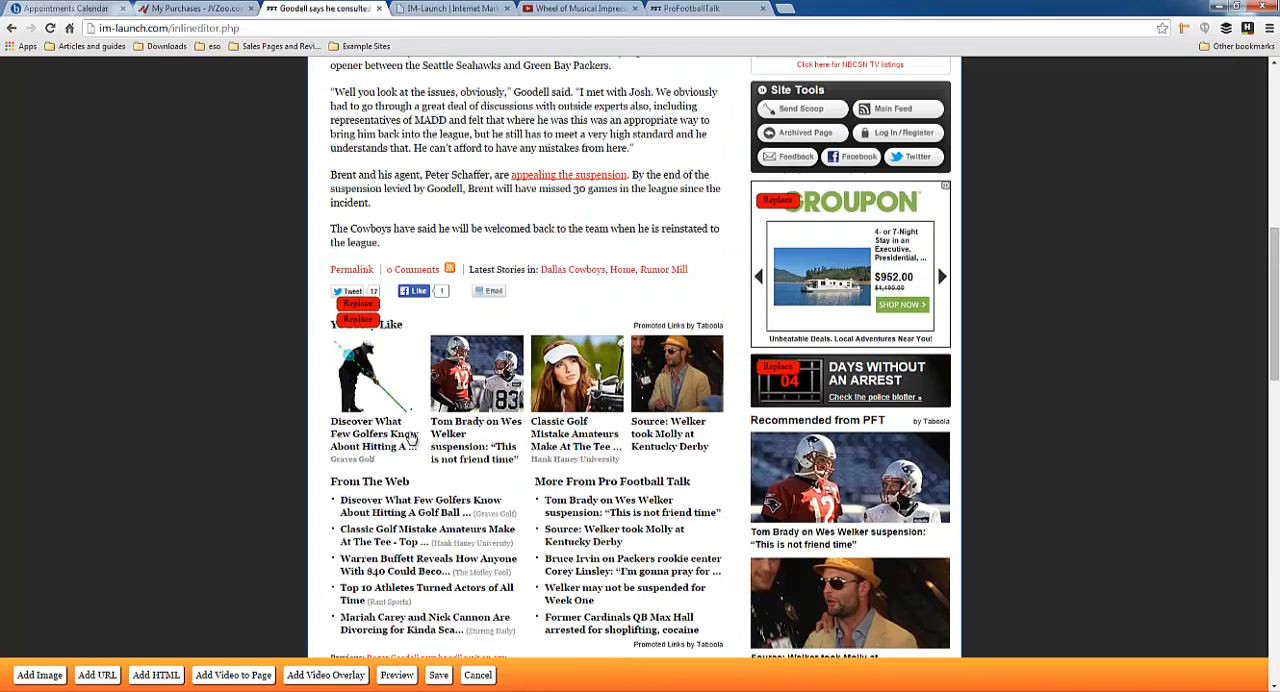 Appointments Calendar
My Purchases - JVZoo.co
Goodell says he consulted
IM-Launch | Internet Mark
Wheel of Musical Impress
ProFootballTalk
im-launch.com/inlineeditor.php
Apps
Articles and guides
Downloads
eso
Sales Pages and Revi...
Example Sites
Other bookmarks
opener between the Seattle Seahawks and Green Bay Packers.
“Well you look at the issues, obviously,” Goodell said. “I met with Josh. We obviously
had to go through a great deal of discussions with outside experts also, including
representatives of MADD and felt that where he was this was an appropriate way to
bring him back into the league, but he still has to meet a very high standard and he
understands that. He can’t afford to have any mistakes from here.”
Brent and his agent, Peter Schaffer, are appealing the suspension. By the end of the
suspension levied by Goodell, Brent will have missed 30 games in the league since the
incident.
The Cowboys have said he will be welcomed back to the team when he is reinstated to
the league.
Permalink | 0 Comments | Latest Stories in: Dallas Cowboys, Home, Rumor Mill
Tweet 12
Like 1
Email
Replace
Replace
Like
Promoted Links by Taboola
Discover What
Few Golfers Know
About Hitting A ...
Graves Golf
Tom Brady on Wes
Welker
suspension: “This
is not friend time”
Classic Golf
Mistake Amateurs
Make At The Tee ...
Hank Haney University
Source: Welker
took Molly at
Kentucky Derby
From The Web
Discover What Few Golfers Know
About Hitting A Golf Ball ... (Graves Golf)
Classic Golf Mistake Amateurs Make
At The Tee - Top ... (Hank Haney University)
Warren Buffett Reveals How Anyone
With $40 Could Beco... (The Motley Fool)
Top 10 Athletes Turned Actors of All
Time (Rant Sports)
Mariah Carey and Nick Cannon Are
Divorcing for Kinda Sca... (Stirring Daily)
More From Pro Football Talk
Tom Brady on Wes Welker
suspension: “This is not friend time”
Source: Welker took Molly at
Kentucky Derby
Bruce Irvin on Packers rookie center
Corey Linsley: “I’m gonna pray for ...
Welker may not be suspended for
Week One
Former Cardinals QB Max Hall
arrested for shoplifting, cocaine
Promoted Links by Taboola
Click here for NBCSN TV listings
Site Tools
Send Scoop
Main Feed
Archived Page
Log In/Register
Feedback
Facebook
Twitter
Replace
GROUPON
4- or 7-Night
Stay in an
Executive,
Presidential, ...
$952.00
$1,190.00
SHOP NOW >
Unbeatable Deals. Local Adventures Near You!
Replace
04
DAYS WITHOUT
AN ARREST
Check the police blotter »
Recommended from PFT
by Taboola
Tom Brady on Wes Welker suspension:
“This is not friend time”
Source: Welker took Molly at
Add Image
Add URL
Add HTML
Add Video to Page
Add Video Overlay
Preview
Save
Cancel